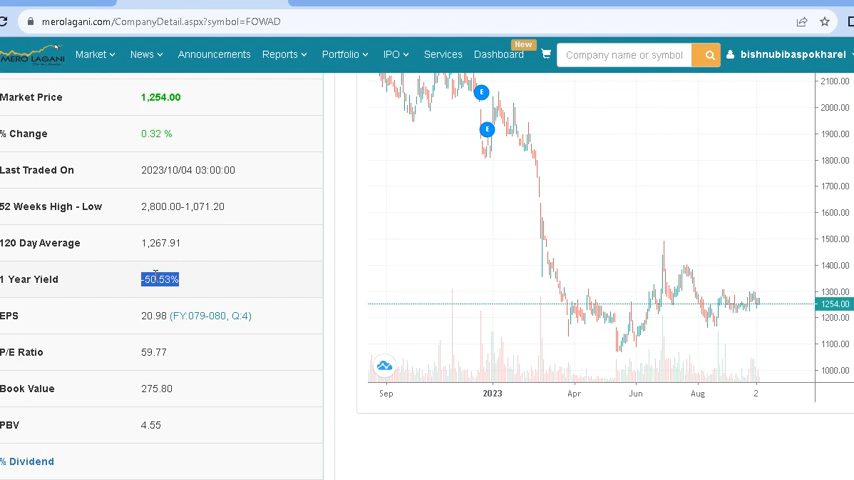 merolagani.com/CompanyDetail.aspx?symbol=FOWAD
MERO LAGANI
Market
News
Announcements
Reports
Portfolio
IPO
Services
Dashboard
New
Company name or symbol
bishnubibaspokharel
Market Price 1,254.00
% Change 0.32 %
Last Traded On 2023/10/04 03:00:00
52 Weeks High - Low 2,800.00-1,071.20
120 Day Average 1,267.91
1 Year Yield -50.53%
EPS 20.98 (FY:079-080, Q:4)
P/E Ratio 59.77
Book Value 275.80
PBV 4.55
% Dividend
E
E
2100.00
2000.00
1900.00
1800.00
1700.00
1600.00
1500.00
1400.00
1300.00
1254.00
1200.00
1100.00
1000.00
Sep 2023 Apr Jun Aug 2